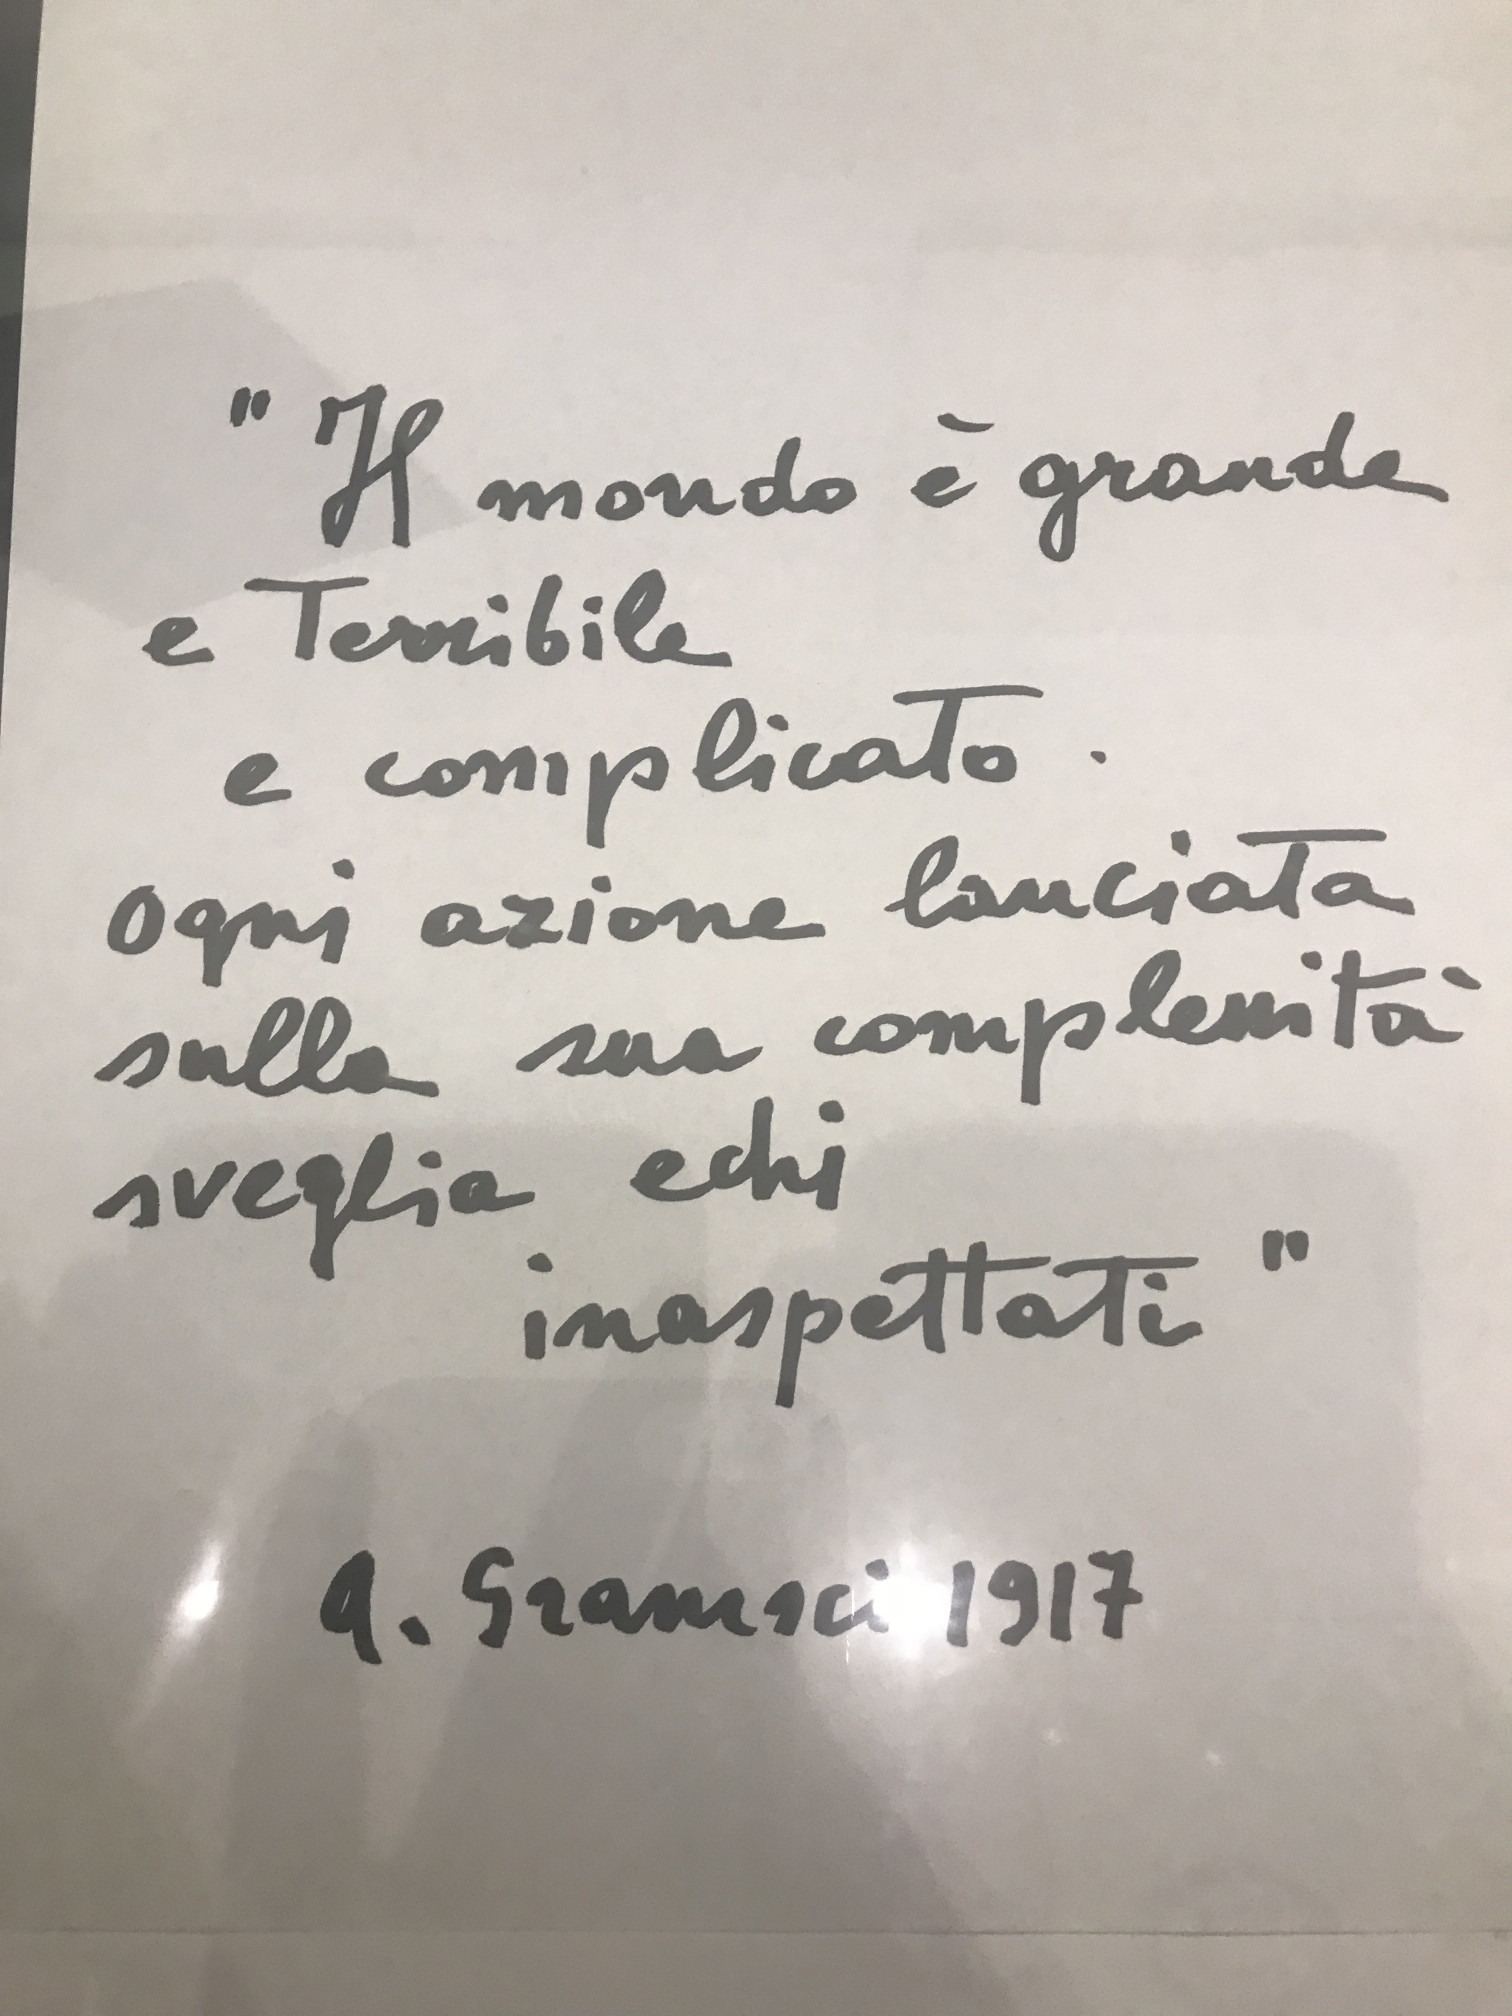 "Il mondo è grande
e Terribile
e complicato.
ogni azione lanciata
sulla sua complessità
sveglia echi
inaspettati"
A. Gramsci 1917